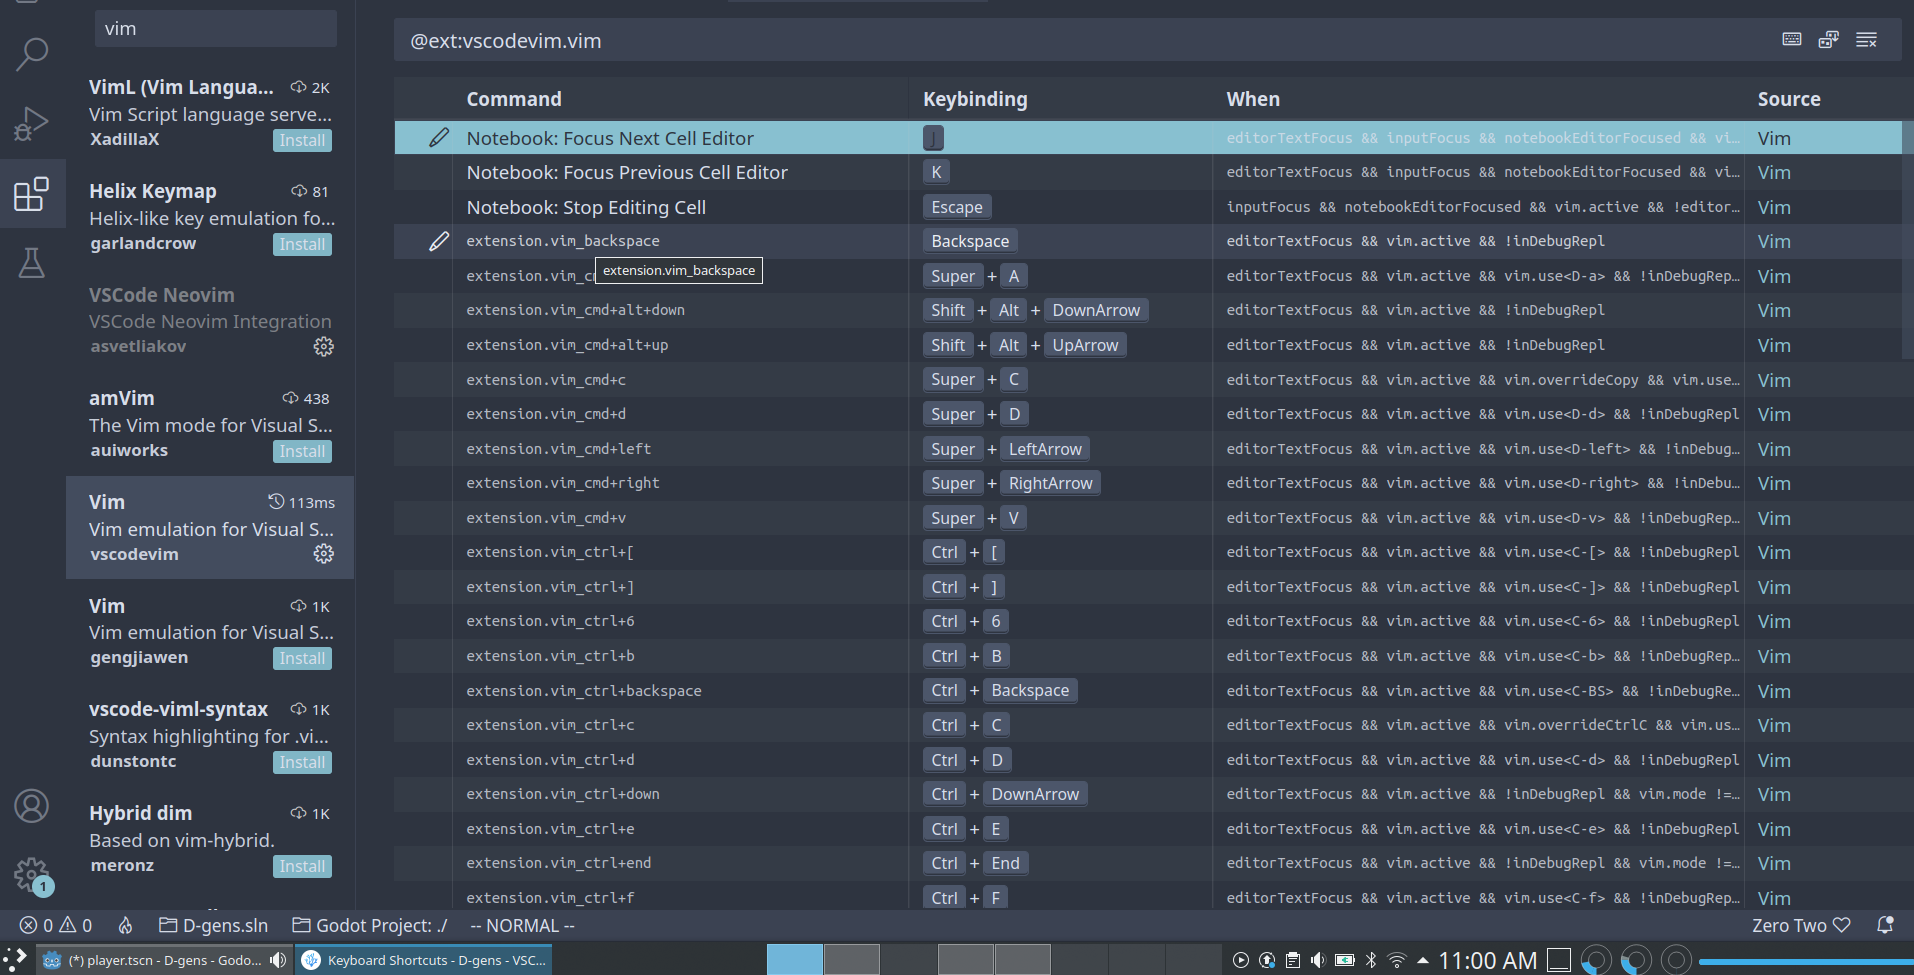 vim
VimL (Vim Langua... 2K
Vim Script language serve...
XadillaX Install
Helix Keymap 81
Helix-like key emulation fo...
garlandcrow Install
VSCode Neovim
VSCode Neovim Integration
asvetliakov
amVim 438
The Vim mode for Visual S...
auiworks Install
Vim 113ms
Vim emulation for Visual S...
vscodevim
Vim 1K
Vim emulation for Visual S...
gengjiawen Install
vscode-viml-syntax 1K
Syntax highlighting for .vi...
dunstontc Install
Hybrid dim 1K
Based on vim-hybrid.
meronz Install
1
@ext:vscodevim.vim
Command Keybinding When Source
Notebook: Focus Next Cell Editor J editorTextFocus && inputFocus && notebookEditorFocused && vi… Vim
Notebook: Focus Previous Cell Editor K editorTextFocus && inputFocus && notebookEditorFocused && vi… Vim
Notebook: Stop Editing Cell Escape inputFocus && notebookEditorFocused && vim.active && !editor… Vim
extension.vim_backspace Backspace editorTextFocus && vim.active && !inDebugRepl Vim
extension.vim_backspace
extension.vim_cm Super + A editorTextFocus && vim.active && vim.use<D-a> && !inDebugRep… Vim
extension.vim_cmd+alt+down Shift + Alt + DownArrow editorTextFocus && vim.active && !inDebugRepl Vim
extension.vim_cmd+alt+up Shift + Alt + UpArrow editorTextFocus && vim.active && !inDebugRepl Vim
extension.vim_cmd+c Super + C editorTextFocus && vim.active && vim.overrideCopy && vim.use… Vim
extension.vim_cmd+d Super + D editorTextFocus && vim.active && vim.use<D-d> && !inDebugRepl Vim
extension.vim_cmd+left Super + LeftArrow editorTextFocus && vim.active && vim.use<D-left> && !inDebug… Vim
extension.vim_cmd+right Super + RightArrow editorTextFocus && vim.active && vim.use<D-right> && !inDebu… Vim
extension.vim_cmd+v Super + V editorTextFocus && vim.active && vim.use<D-v> && !inDebugRep… Vim
extension.vim_ctrl+[ Ctrl + [ editorTextFocus && vim.active && vim.use<C-[> && !inDebugRepl Vim
extension.vim_ctrl+] Ctrl + ] editorTextFocus && vim.active && vim.use<C-]> && !inDebugRepl Vim
extension.vim_ctrl+6 Ctrl + 6 editorTextFocus && vim.active && vim.use<C-6> && !inDebugRepl Vim
extension.vim_ctrl+b Ctrl + B editorTextFocus && vim.active && vim.use<C-b> && !inDebugRep… Vim
extension.vim_ctrl+backspace Ctrl + Backspace editorTextFocus && vim.active && vim.use<C-BS> && !inDebugRe… Vim
extension.vim_ctrl+c Ctrl + C editorTextFocus && vim.active && vim.overrideCtrlC && vim.us… Vim
extension.vim_ctrl+d Ctrl + D editorTextFocus && vim.active && vim.use<C-d> && !inDebugRepl Vim
extension.vim_ctrl+down Ctrl + DownArrow editorTextFocus && vim.active && !inDebugRepl && vim.mode !=… Vim
extension.vim_ctrl+e Ctrl + E editorTextFocus && vim.active && vim.use<C-e> && !inDebugRepl Vim
extension.vim_ctrl+end Ctrl + End editorTextFocus && vim.active && !inDebugRepl && vim.mode !=… Vim
extension.vim_ctrl+f Ctrl + F editorTextFocus && vim.active && vim.use<C-f> && !inDebugRes… Vim
0 0 D-gens.sln Godot Project: ./ -- NORMAL -- Zero Two
(*) player.tscn - D-gens - Godo... Keyboard Shortcuts - D-gens - VSC... 11:00 AM